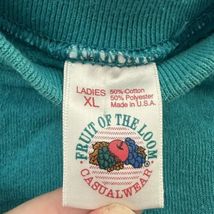 LADIES
XL
50% Cotton
50% Polyester
Made in U.S.A.
FRUIT OF THE LOOM
CASUALWEAR